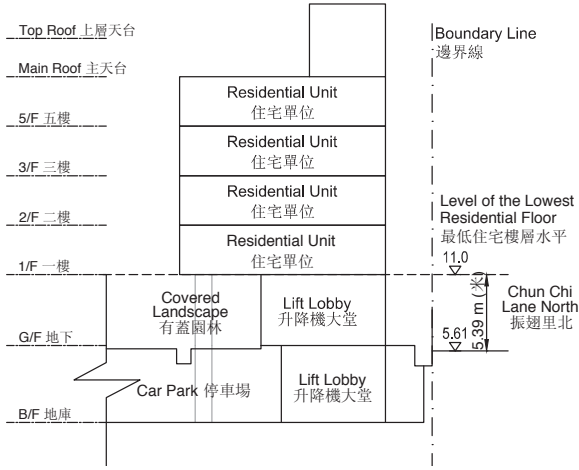 Top Roof 上層天台
Boundary Line
邊界線
Main Roof 主天台
Residential Unit
住宅單位
5/F 五樓
Residential Unit
住宅單位
3/F 三樓
Residential Unit
住宅單位
2/F 二樓
Level of the Lowest
Residential Floor
最低住宅樓層水平
Residential Unit
住宅單位
11.0
1/F 一樓
Covered
Landscape
有蓋園林
Lift Lobby
升降機大堂
5.39 m (米)
Chun Chi
Lane North
振翅里北
5.61
G/F 地下
Car Park 停車場
Lift Lobby
升降機大堂
B/F 地庫